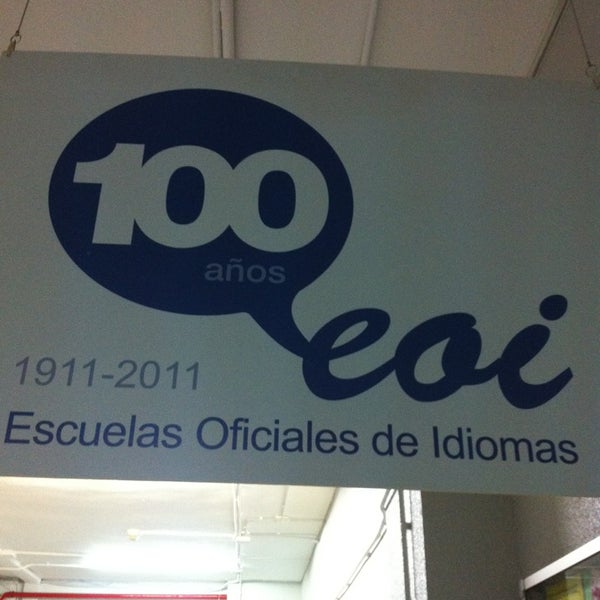 100
años
eoi
1911-2011
Escuelas Oficiales de Idiomas